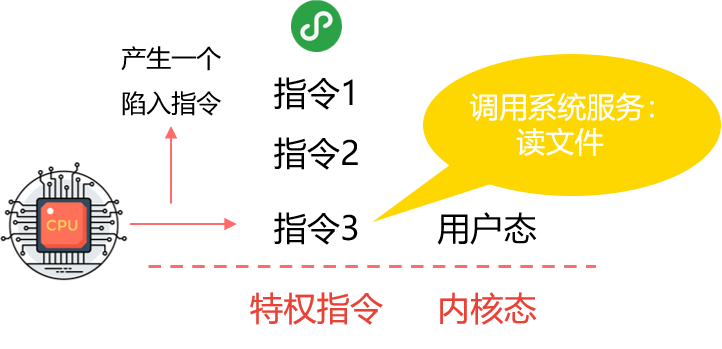 产生一个
陷入指令
指令1
指令2
调用系统服务：
读文件
CPU
指令3
用户态
特权指令
内核态